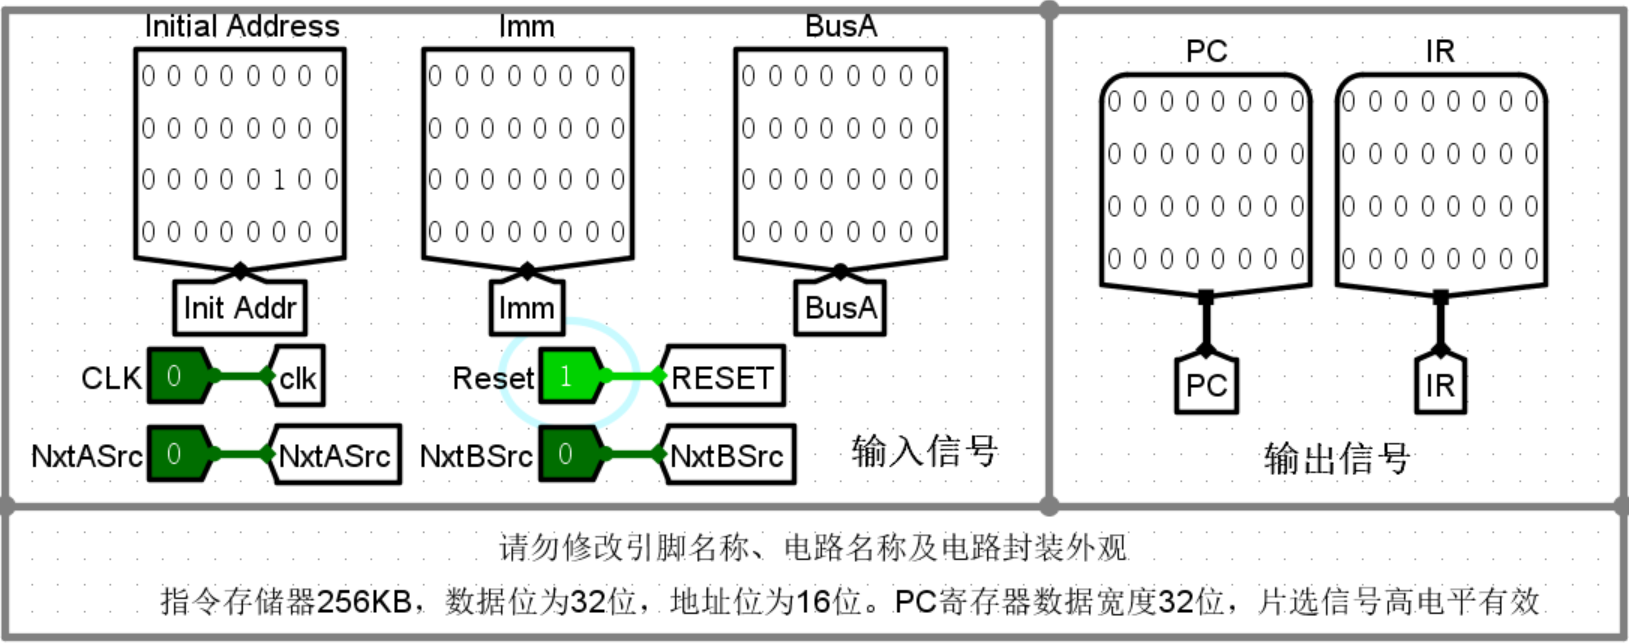 Initial Address
0 0 0 0 0 0 0 0
0 0 0 0 0 0 0 0
0 0 0 0 0 1 0 0
0 0 0 0 0 0 0 0
Init Addr
Imm
0 0 0 0 0 0 0 0
0 0 0 0 0 0 0 0
0 0 0 0 0 0 0 0
0 0 0 0 0 0 0 0
Imm
BusA
0 0 0 0 0 0 0 0
0 0 0 0 0 0 0 0
0 0 0 0 0 0 0 0
0 0 0 0 0 0 0 0
BusA
CLK 0 clk
Reset 1 RESET
NxtASrc 0 NxtASrc
NxtBSrc 0 NxtBSrc
输入信号
PC
0 0 0 0 0 0 0 0
0 0 0 0 0 0 0 0
0 0 0 0 0 0 0 0
0 0 0 0 0 0 0 0
PC
IR
0 0 0 0 0 0 0 0
0 0 0 0 0 0 0 0
0 0 0 0 0 0 0 0
0 0 0 0 0 0 0 0
IR
输出信号
请勿修改引脚名称、电路名称及电路封装外观
指令存储器256KB，数据位为32位，地址位为16位。PC寄存器数据宽度32位，片选信号高电平有效